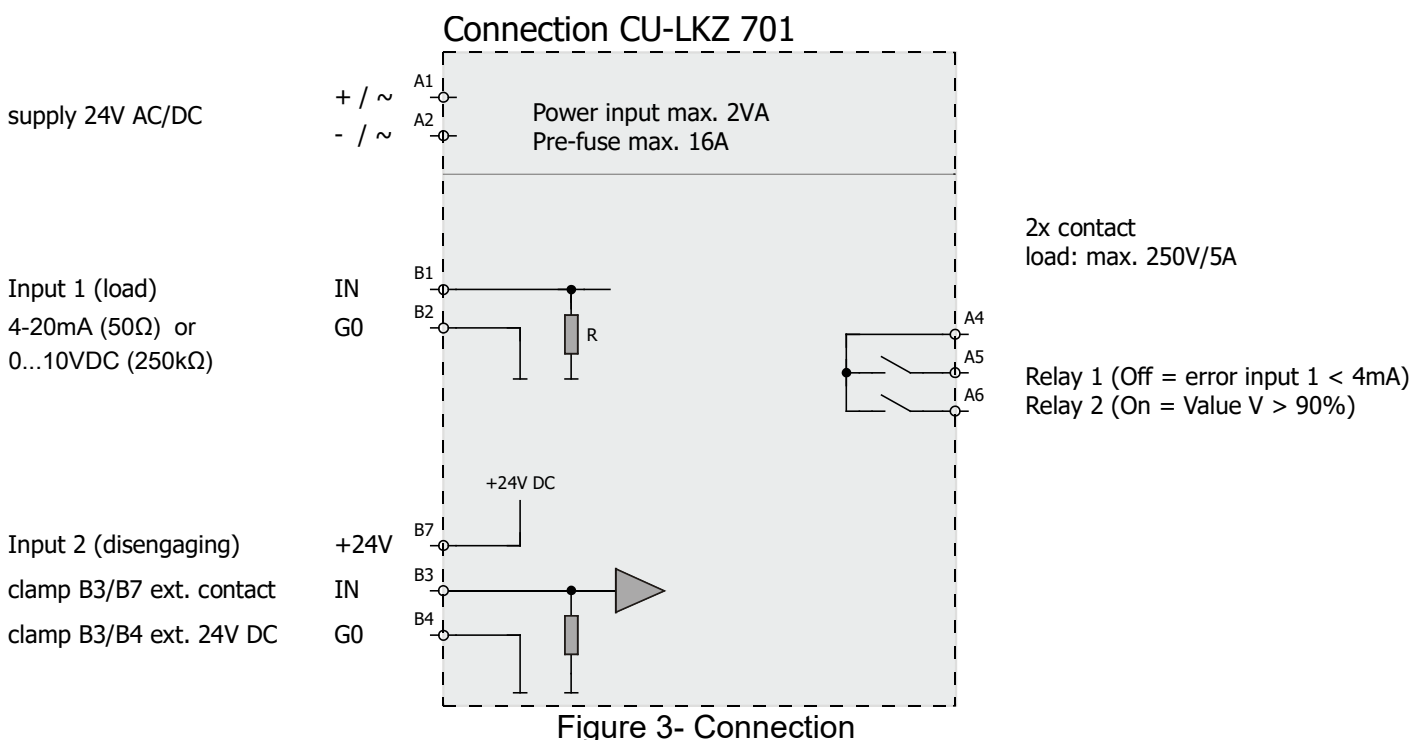 Connection CU-LKZ 701
supply 24V AC/DC
+ / ~ A1
- / ~ A2
Power input max. 2VA
Pre-fuse max. 16A
2x contact
load: max. 250V/5A
Input 1 (load) IN B1
4-20mA (50Ω) or G0 B2
0...10VDC (250kΩ)
R
A4
A5
A6
Relay 1 (Off = error input 1 < 4mA)
Relay 2 (On = Value V > 90%)
+24V DC
Input 2 (disengaging) +24V B7
clamp B3/B7 ext. contact IN B3
clamp B3/B4 ext. 24V DC G0 B4
Figure 3- Connection